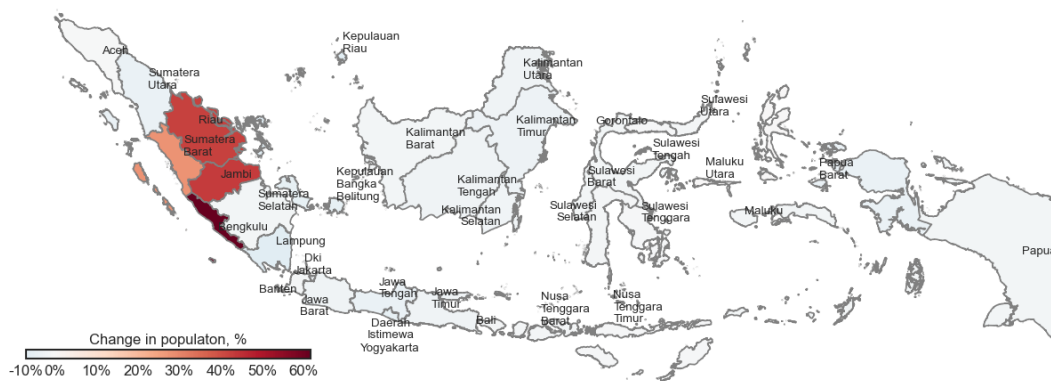 Kepulauan
Riau
Aceh
Sumatera
Utara
Kalimantan
Utara
Sulawesi
Utara
Riau
Kalimantan
Timur
Gorontalo
Sumatera
Barat
Kalimantan
Barat
Sulawesi
Tengah
Maluku
Utara
Papua
Barat
Jambi
Kepulauan
Bangka
Belitung
Sulawesi
Barat
Kalimantan
Tengah
Sumatera
Selatan
Sulawesi
Selatan
Sulawesi
Tenggara
Kalimantan
Selatan
Maluku
Bengkulu
Lampung
Papua
Dki
Jakarta
Banten
Jawa
Tengah
Jawa
Barat
Jawa
Timur
Nusa
Tenggara
Barat
Nusa
Tenggara
Timur
Bali
Daerah
Istimewa
Yogyakarta
Change in populaton, %
-10% 0% 10% 20% 30% 40% 50% 60%